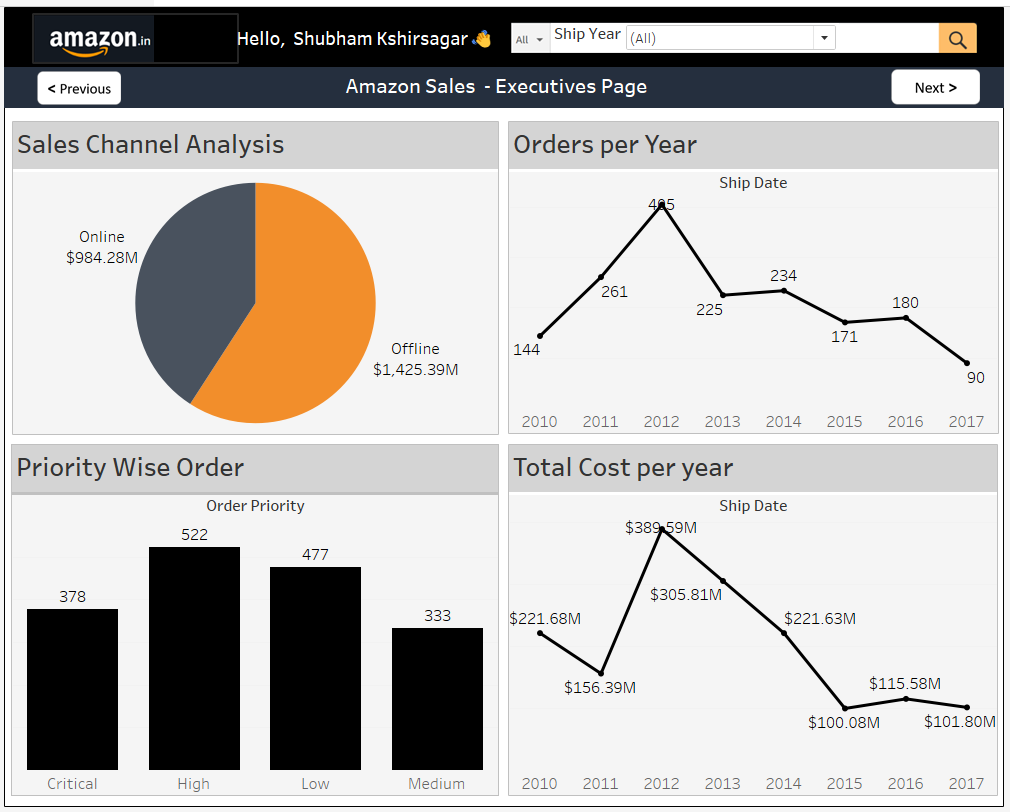 amazon.in
Hello, Shubham Kshirsagar 👋
All
Ship Year
(All)
< Previous
Amazon Sales - Executives Page
Next >
Sales Channel Analysis
Online
$984.28M
Offline
$1,425.39M
Orders per Year
Ship Date
144
261
405
225
234
171
180
90
2010 2011 2012 2013 2014 2015 2016 2017
Priority Wise Order
Order Priority
378
522
477
333
Critical High Low Medium
Total Cost per year
Ship Date
$221.68M
$156.39M
$389.59M
$305.81M
$221.63M
$100.08M
$115.58M
$101.80M
2010 2011 2012 2013 2014 2015 2016 2017